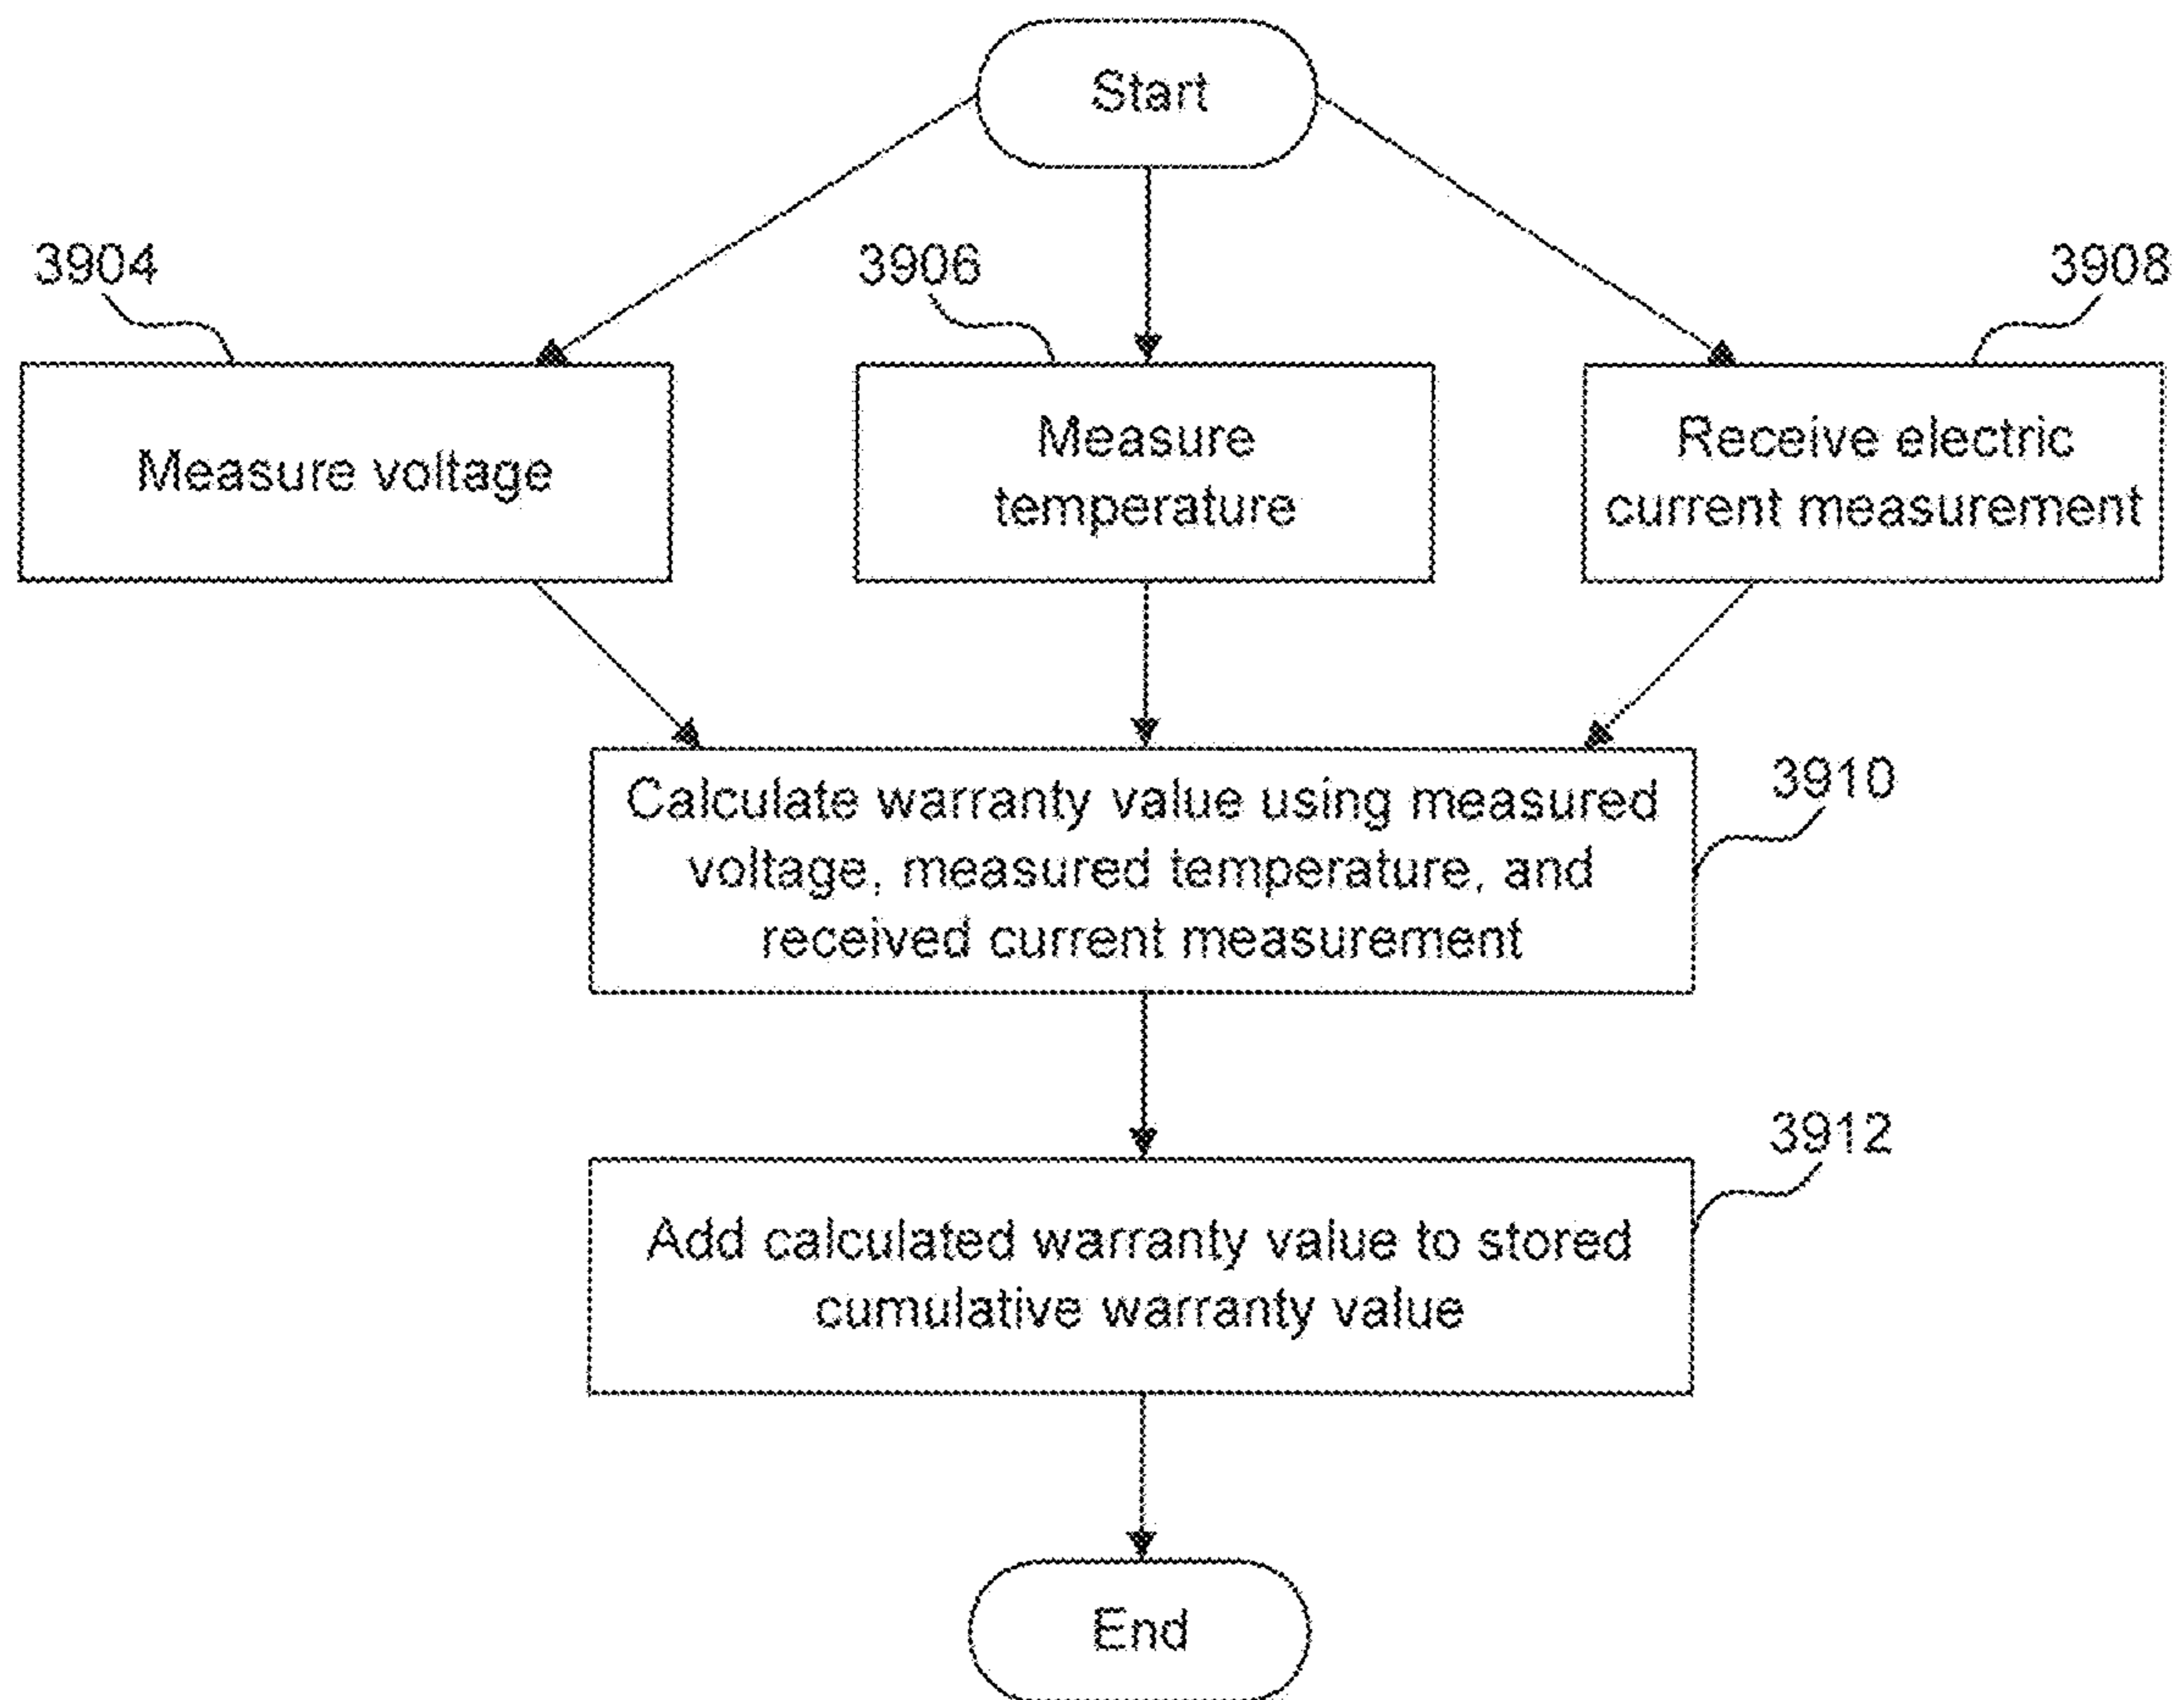 Start
3904
3906
3908
Measure voltage
Measure
temperature
Receive electric
current measurement
Calculate warranty value using measured
voltage, measured temperature, and
received current measurement
3910
3912
Add calculated warranty value to stored
cumulative warranty value
End